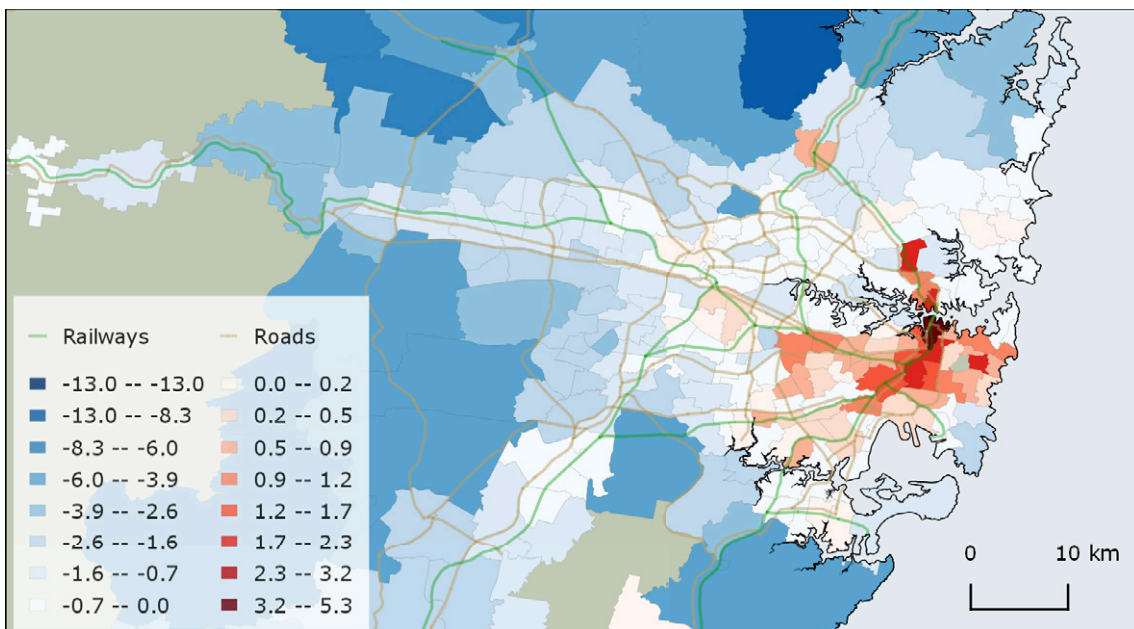 Railways Roads
-13.0 -- -13.0 0.0 -- 0.2
-13.0 -- -8.3 0.2 -- 0.5
-8.3 -- -6.0 0.5 -- 0.9
-6.0 -- -3.9 0.9 -- 1.2
-3.9 -- -2.6 1.2 -- 1.7
-2.6 -- -1.6 1.7 -- 2.3
-1.6 -- -0.7 2.3 -- 3.2
-0.7 -- 0.0 3.2 -- 5.3
0 10 km